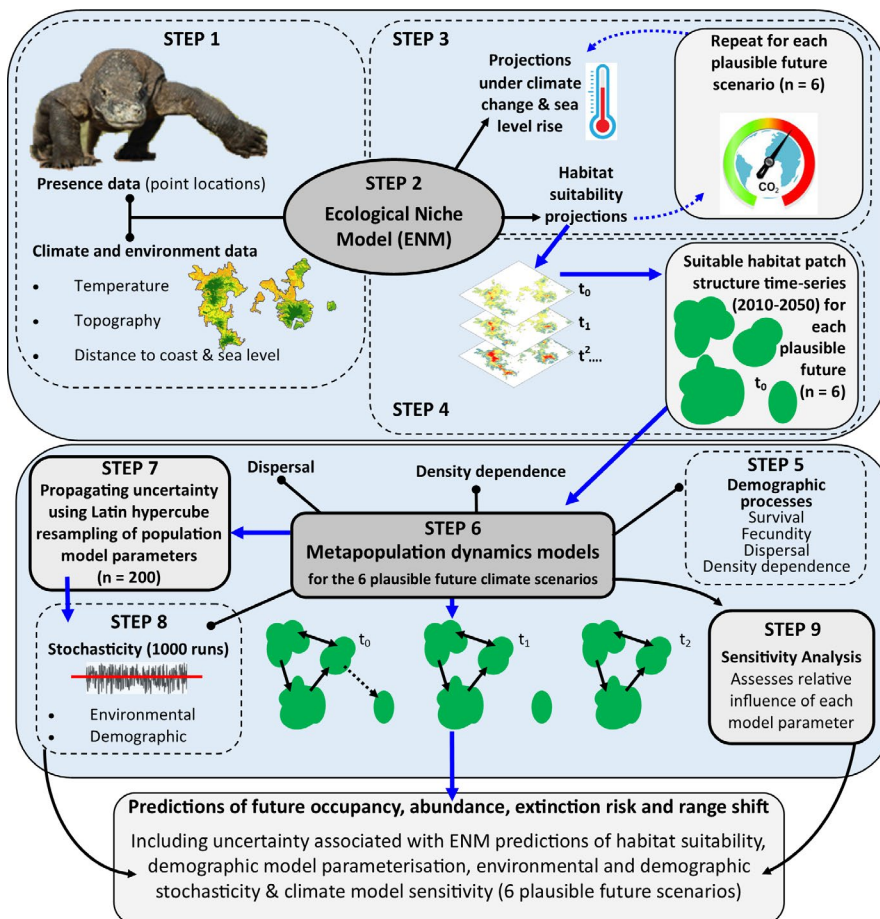 STEP 1
Presence data (point locations)
Climate and environment data
• Temperature
• Topography
• Distance to coast & sea level
STEP 2
Ecological Niche
Model (ENM)
STEP 3
Projections
under climate
change & sea
level rise
Habitat
suitability
projections
Repeat for each
plausible future
scenario (n = 6)
CO2
STEP 4
t0
t1
t2....
Suitable habitat patch
structure time-series
(2010-2050) for
each
plausible
future
(n = 6)
t0
STEP 5
Demographic
processes
Survival
Fecundity
Dispersal
Density dependence
Dispersal
Density dependence
STEP 6
Metapopulation dynamics models
for the 6 plausible future climate scenarios
t0
t1
t2
STEP 7
Propagating uncertainty
using Latin hypercube
resampling of population
model parameters
(n = 200)
STEP 8
Stochasticity (1000 runs)
• Environmental
• Demographic
STEP 9
Sensitivity Analysis
Assesses relative
influence of each
model parameter
Predictions of future occupancy, abundance, extinction risk and range shift
Including uncertainty associated with ENM predictions of habitat suitability,
demographic model parameterisation, environmental and demographic
stochasticity & climate model sensitivity (6 plausible future scenarios)